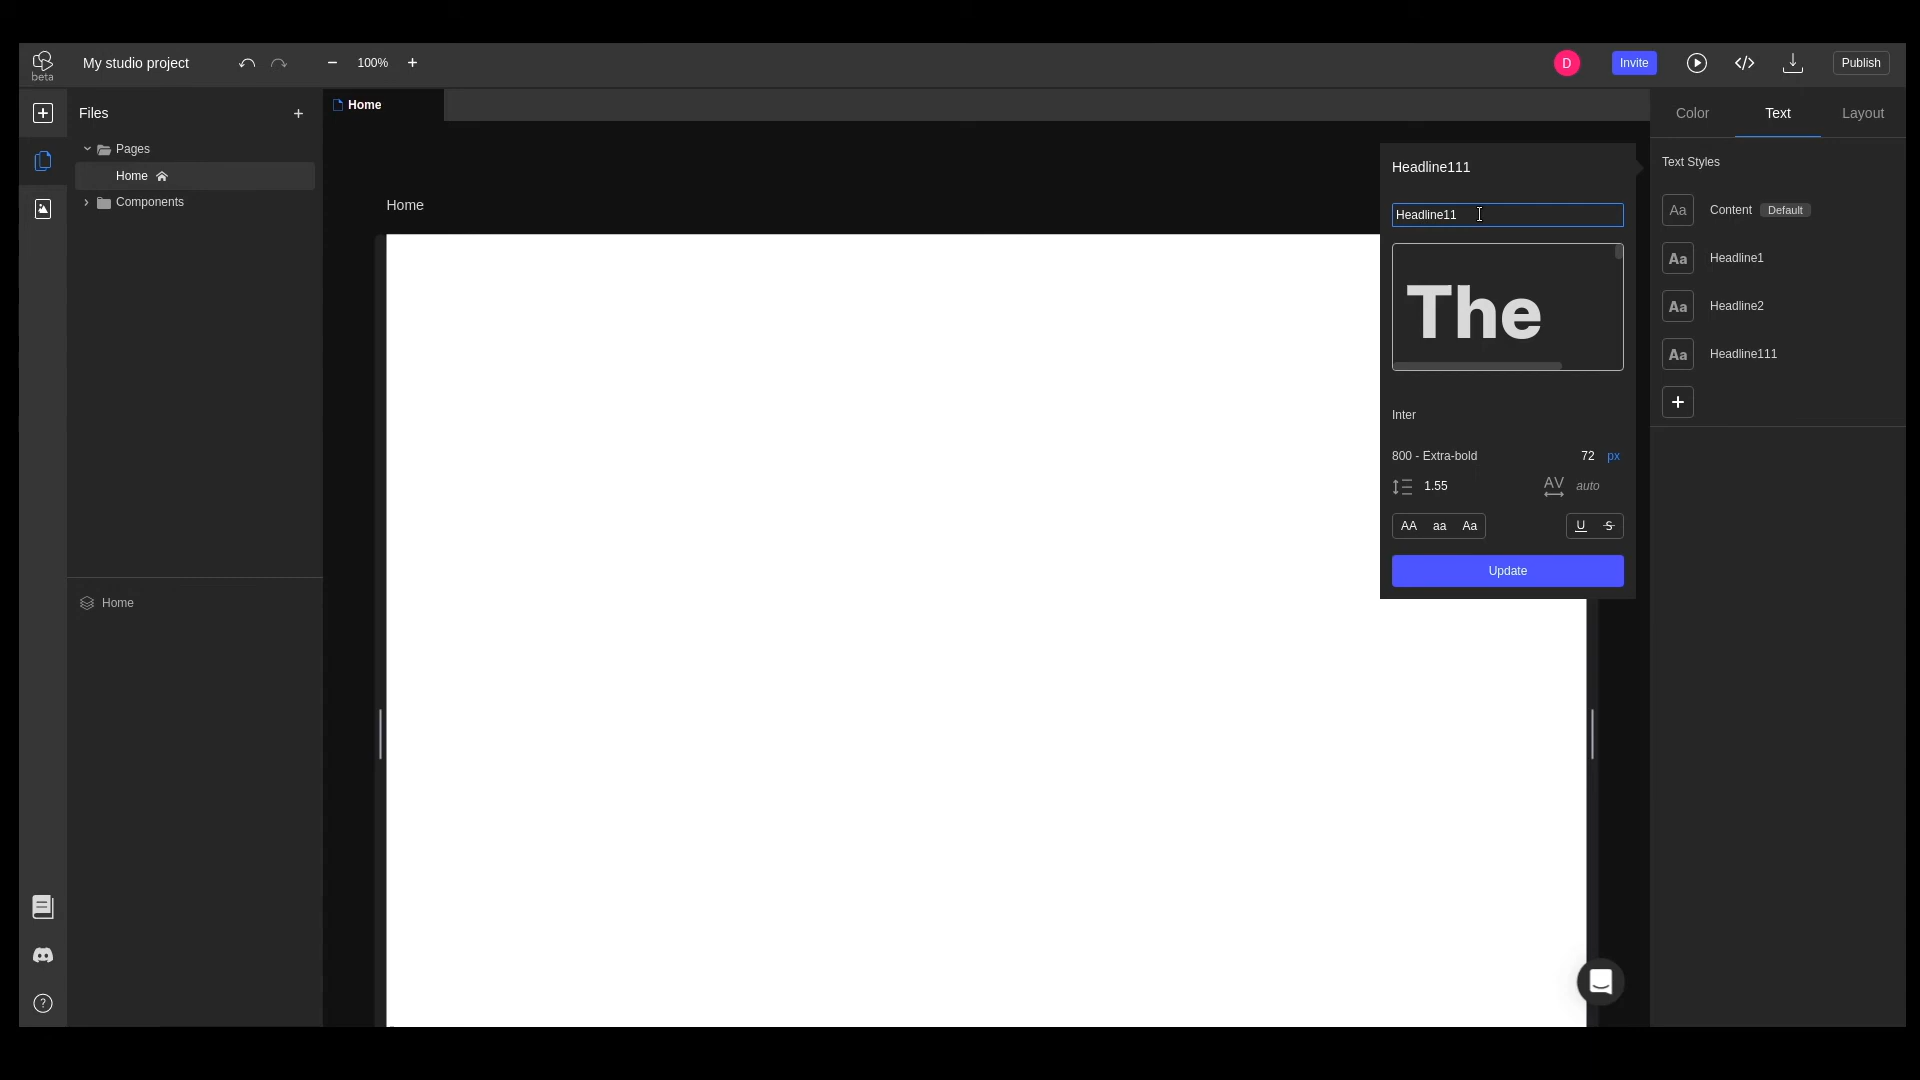 beta
My studio project
100%
D
Invite
Publish
Files
Pages
Home
Components
Home
Home
Home
Headline111
Headline11
The
Inter
800 - Extra-bold
72 px
1.55
AV auto
AA aa Aa
U S
Update
Color Text Layout
Text Styles
Aa Content Default
Aa Headline1
Aa Headline2
Aa Headline111